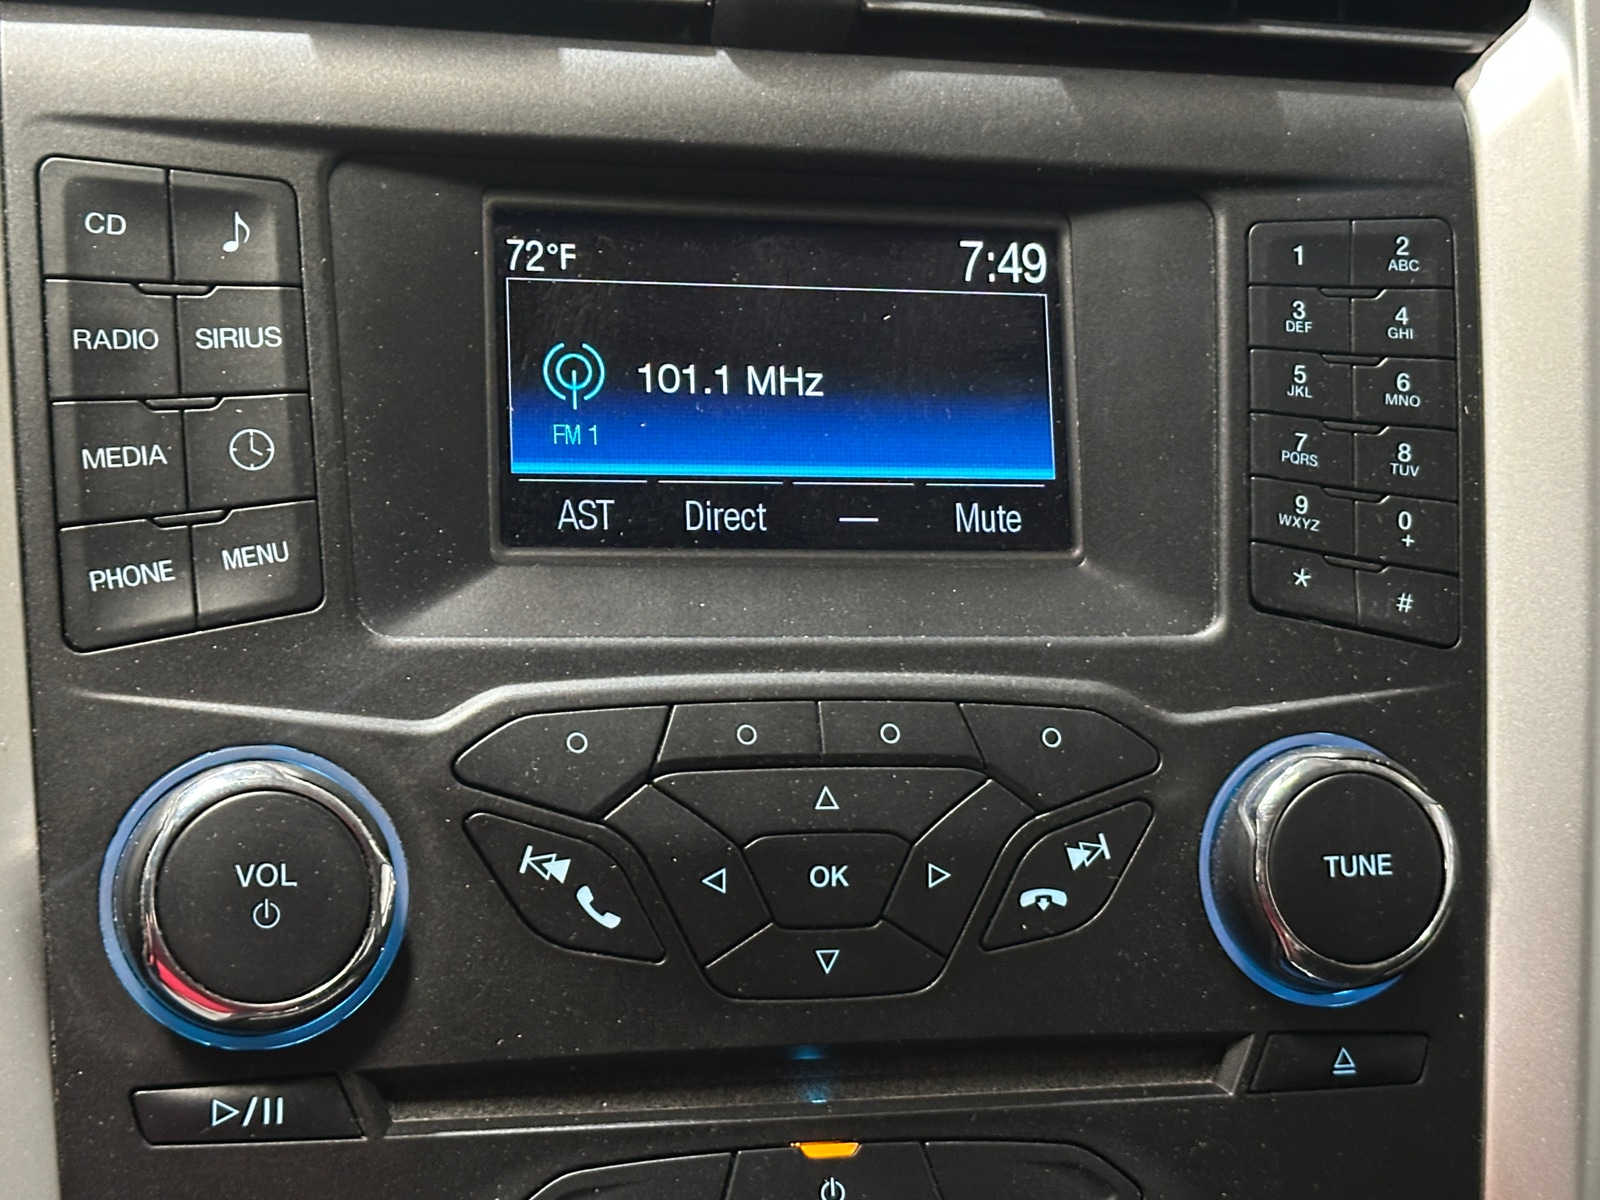 CD
RADIO SIRIUS
MEDIA
PHONE MENU
72°F 7:49
101.1 MHz
FM 1
AST Direct — Mute
1 2
ABC
3 4
DEF GHI
5 6
JKL MNO
7 8
PQRS TUV
9 0
WXYZ +
* #
VOL
OK
TUNE